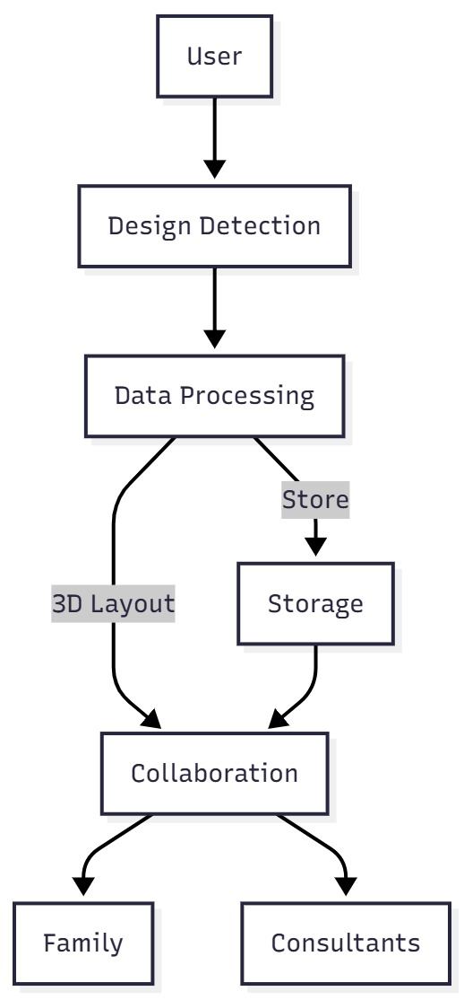 User
Design Detection
Data Processing
Store
3D Layout
Storage
Collaboration
Family
Consultants